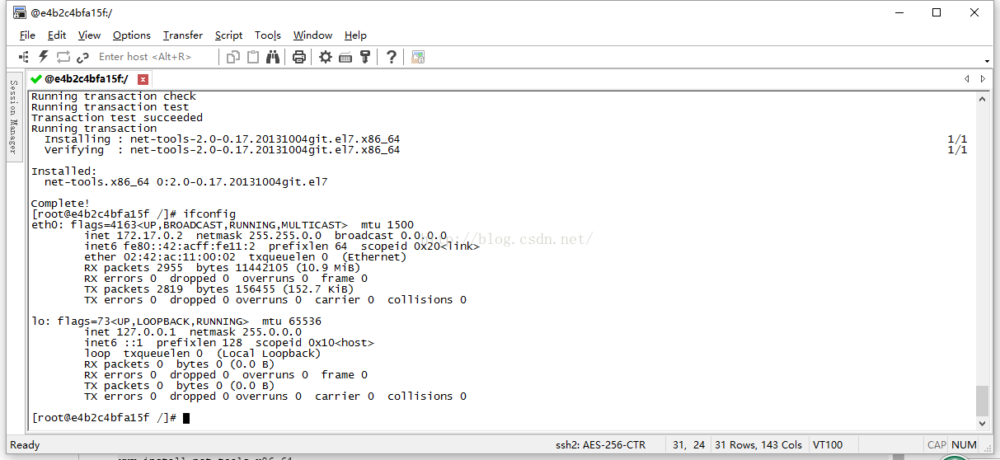 @e4b2c4bfa15f:/
File Edit View Options Transfer Script Tools Window Help
Enter host <Alt+R>
Session Manager
@e4b2c4bfa15f:/
Running transaction check
Running transaction test
Transaction test succeeded
Running transaction
  Installing : net-tools-2.0-0.17.20131004git.el7.x86_64 1/1
  Verifying  : net-tools-2.0-0.17.20131004git.el7.x86_64 1/1
Installed:
  net-tools.x86_64 0:2.0-0.17.20131004git.el7
Complete!
[root@e4b2c4bfa15f /]# ifconfig
eth0: flags=4163<UP,BROADCAST,RUNNING,MULTICAST>  mtu 1500
        inet 172.17.0.2  netmask 255.255.0.0  broadcast 0.0.0.0
http://blog.csdn.net/
        inet6 fe80::42:acff:fe11:2  prefixlen 64  scopeid 0x20<link>
        ether 02:42:ac:11:00:02  txqueuelen 0  (Ethernet)
        RX packets 2955  bytes 11442105 (10.9 MiB)
        RX errors 0  dropped 0  overruns 0  frame 0
        TX packets 2819  bytes 156455 (152.7 KiB)
        TX errors 0  dropped 0 overruns 0  carrier 0  collisions 0
lo: flags=73<UP,LOOPBACK,RUNNING>  mtu 65536
        inet 127.0.0.1  netmask 255.0.0.0
        inet6 ::1  prefixlen 128  scopeid 0x10<host>
        loop  txqueuelen 0  (Local Loopback)
        RX packets 0  bytes 0 (0.0 B)
        RX errors 0  dropped 0  overruns 0  frame 0
        TX packets 0  bytes 0 (0.0 B)
        TX errors 0  dropped 0 overruns 0  carrier 0  collisions 0
[root@e4b2c4bfa15f /]#
Ready ssh2: AES-256-CTR 31, 24 31 Rows, 143 Cols VT100 CAP NUM